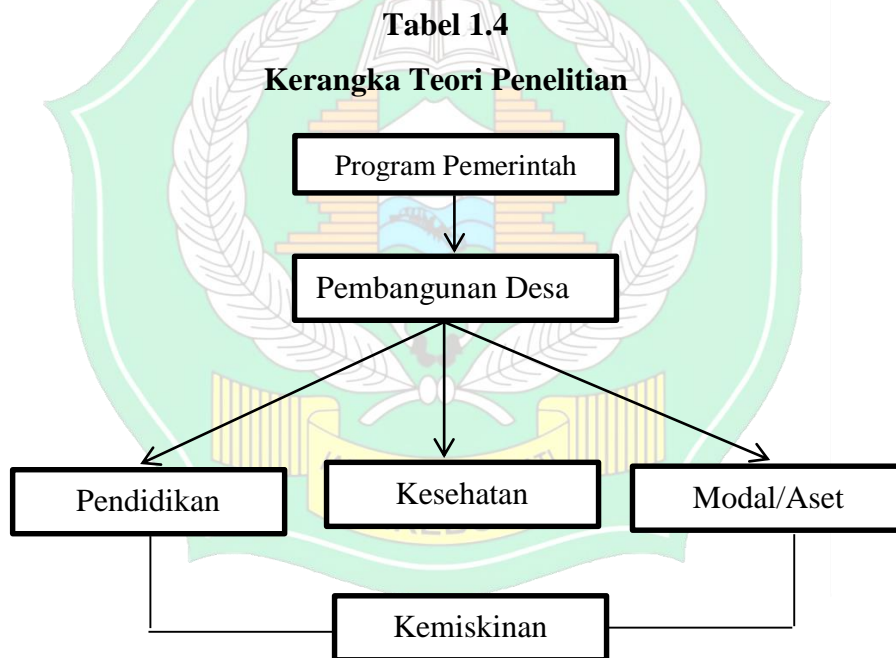 Tabel 1.4
Kerangka Teori Penelitian
Program Pemerintah
Pembangunan Desa
Pendidikan
Kesehatan
Modal/Aset
Kemiskinan